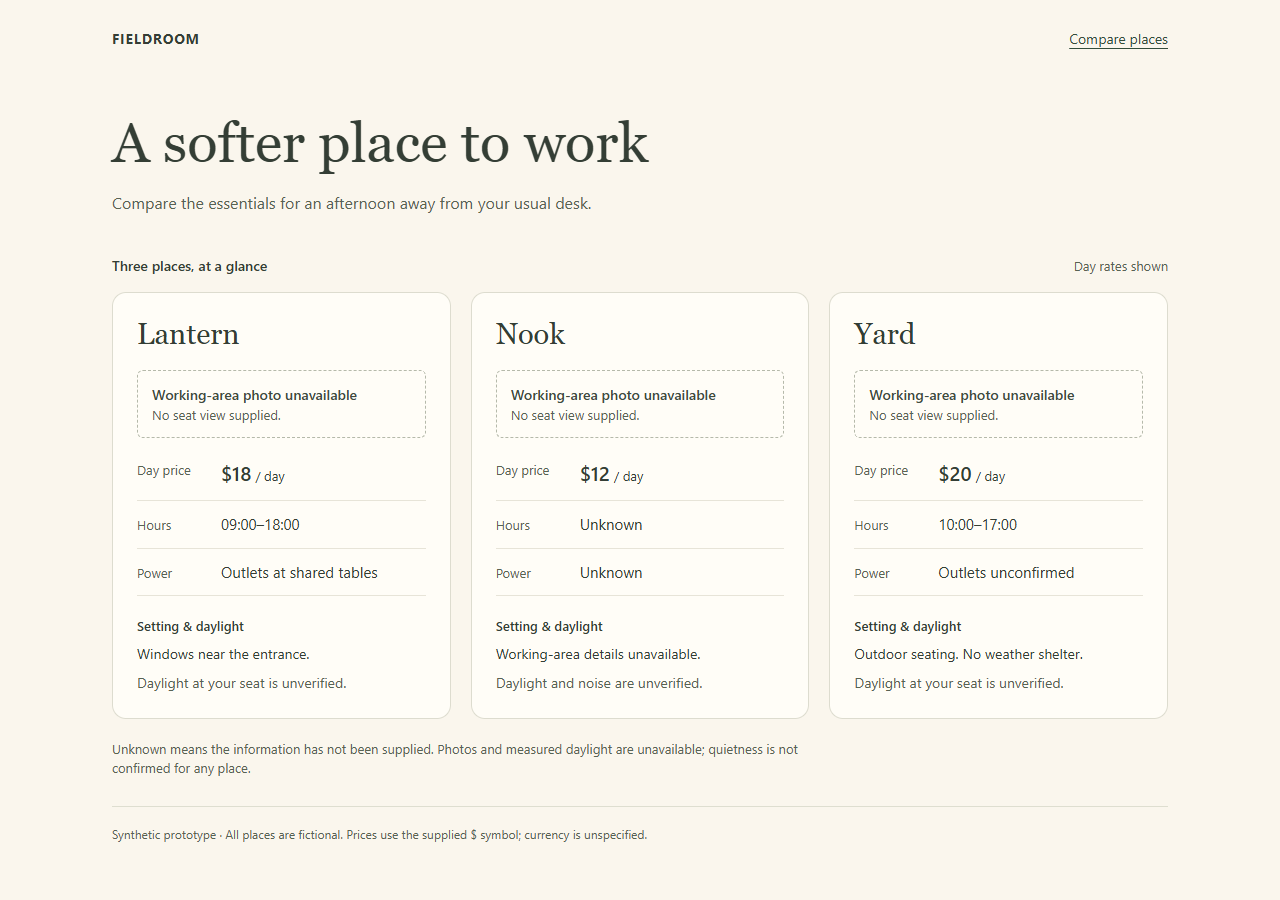 FIELDROOM
Compare places
A softer place to work
Compare the essentials for an afternoon away from your usual desk.
Three places, at a glance
Day rates shown
Lantern
Working-area photo unavailable
No seat view supplied.
Day price $18 / day
Hours 09:00–18:00
Power Outlets at shared tables
Setting & daylight
Windows near the entrance.
Daylight at your seat is unverified.
Nook
Working-area photo unavailable
No seat view supplied.
Day price $12 / day
Hours Unknown
Power Unknown
Setting & daylight
Working-area details unavailable.
Daylight and noise are unverified.
Yard
Working-area photo unavailable
No seat view supplied.
Day price $20 / day
Hours 10:00–17:00
Power Outlets unconfirmed
Setting & daylight
Outdoor seating. No weather shelter.
Daylight at your seat is unverified.
Unknown means the information has not been supplied. Photos and measured daylight are unavailable; quietness is not
confirmed for any place.
Synthetic prototype · All places are fictional. Prices use the supplied $ symbol; currency is unspecified.